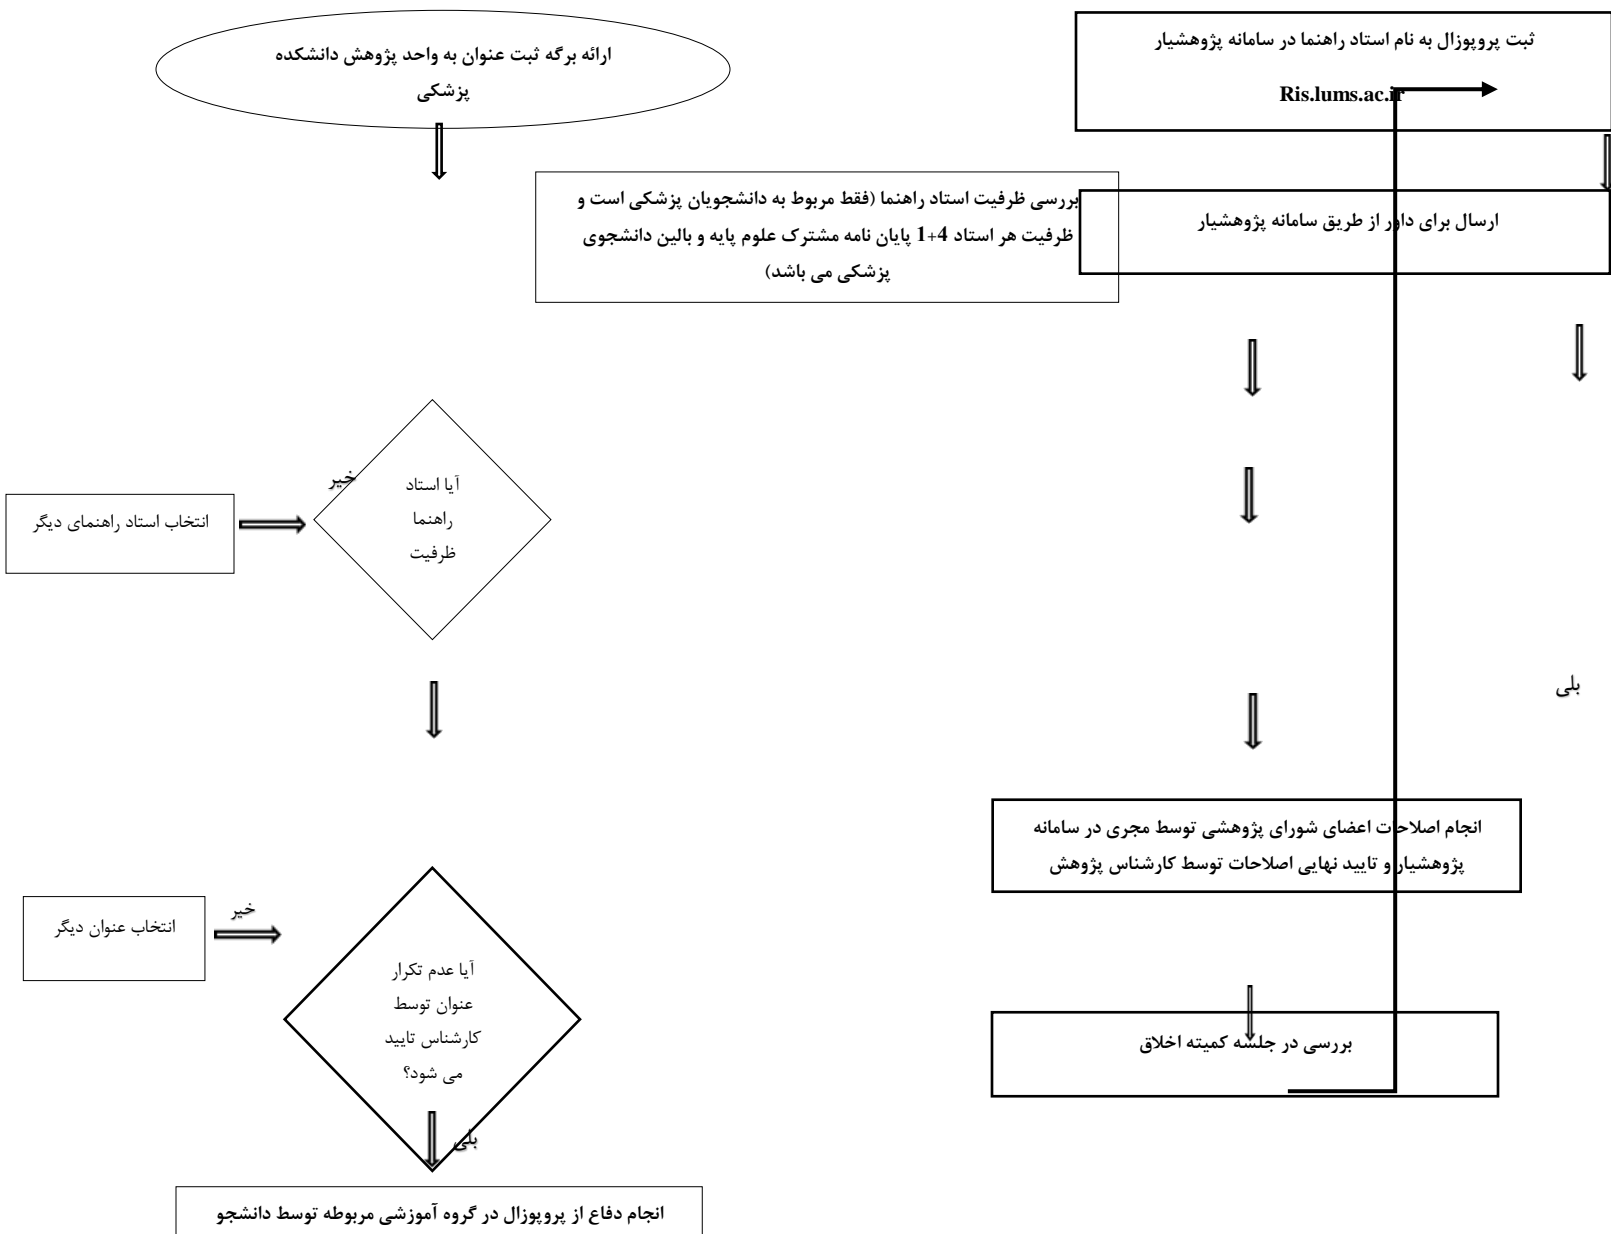 ارائه برگه ثبت عنوان به واحد پژوهش دانشکده
پزشکی
ثبت پروپوزال به نام استاد راهنما در سامانه پژوهشیار
Ris.lums.ac.ir
بررسی ظرفیت استاد راهنما (فقط مربوط به دانشجویان پزشکی است و
ظرفیت هر استاد 4+1 پایان نامه مشترک علوم پایه و بالین دانشجوی
پزشکی می باشد)
ارسال برای داور از طریق سامانه پژوهشیار
خیر
آیا استاد
راهنما
ظرفیت
انتخاب استاد راهنمای دیگر
بلی
انجام اصلاحات اعضای شورای پژوهشی توسط مجری در سامانه
پژوهشیار و تایید نهایی اصلاحات توسط کارشناس پژوهش
خیر
انتخاب عنوان دیگر
آیا عدم تکرار
عنوان توسط
کارشناس تایید
می شود؟
بلی
بررسی در جلسه کمیته اخلاق
انجام دفاع از پروپوزال در گروه آموزشی مربوطه توسط دانشجو